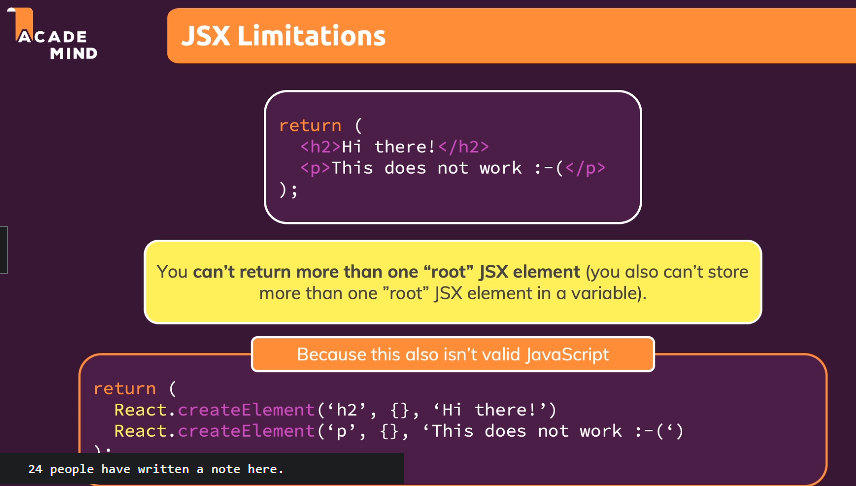 ACADE
MIND
JSX Limitations
return (
<h2>Hi there!</h2>
<p>This does not work :-(</p>
);
You can’t return more than one “root” JSX element (you also can’t store
more than one ”root” JSX element in a variable).
Because this also isn’t valid JavaScript
return (
React.createElement(‘h2’, {}, ‘Hi there!’)
React.createElement(‘p’, {}, ‘This does not work :-(‘)
);
24 people have written a note here.